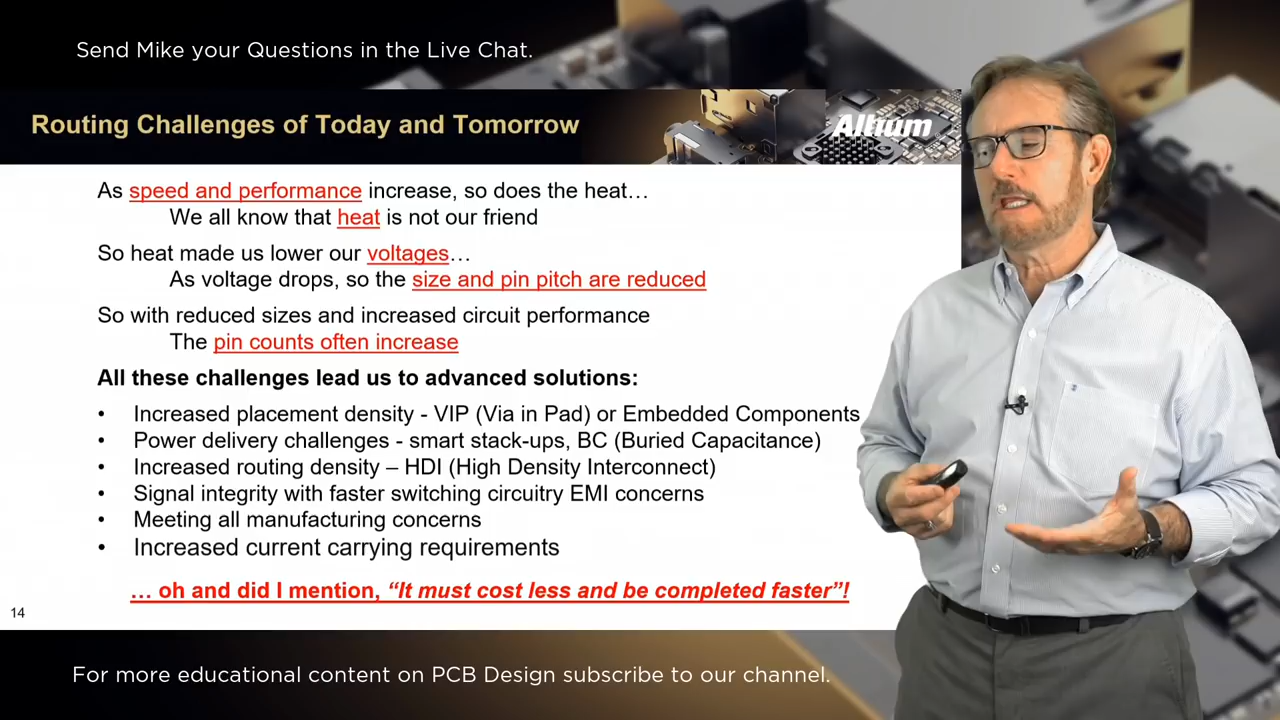 Send Mike your Questions in the Live Chat.
Routing Challenges of Today and Tomorrow
Altium
As speed and performance increase, so does the heat…
We all know that heat is not our friend
So heat made us lower our voltages…
As voltage drops, so the size and pin pitch are reduced
So with reduced sizes and increased circuit performance
The pin counts often increase
All these challenges lead us to advanced solutions:
• Increased placement density - VIP (Via in Pad) or Embedded Components
• Power delivery challenges - smart stack-ups, BC (Buried Capacitance)
• Increased routing density – HDI (High Density Interconnect)
• Signal integrity with faster switching circuitry EMI concerns
• Meeting all manufacturing concerns
• Increased current carrying requirements
… oh and did I mention, “It must cost less and be completed faster”!
14
For more educational content on PCB Design subscribe to our channel.